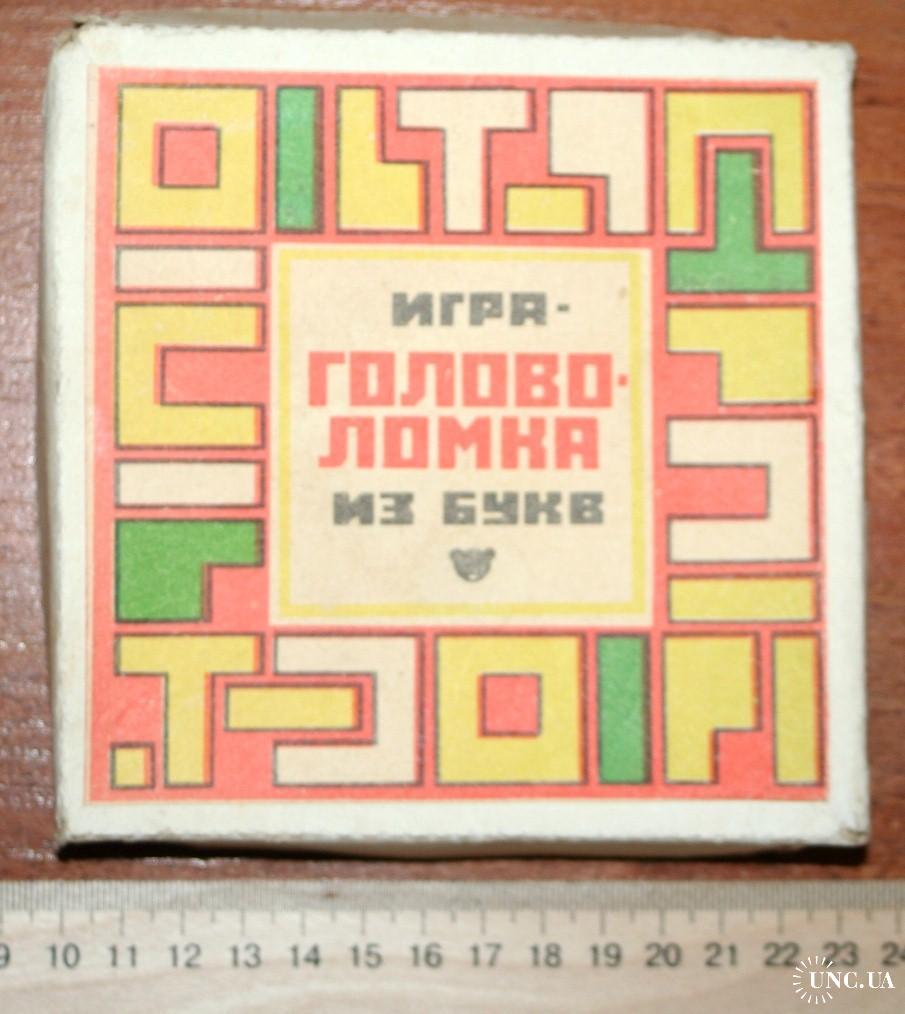 ИГРА-
ГОЛОВО-
ЛОМКА
ИЗ БУКВ
9 10 11 12 13 14 15 16 17 18 19 20 21 22 23 24
UNC.UA